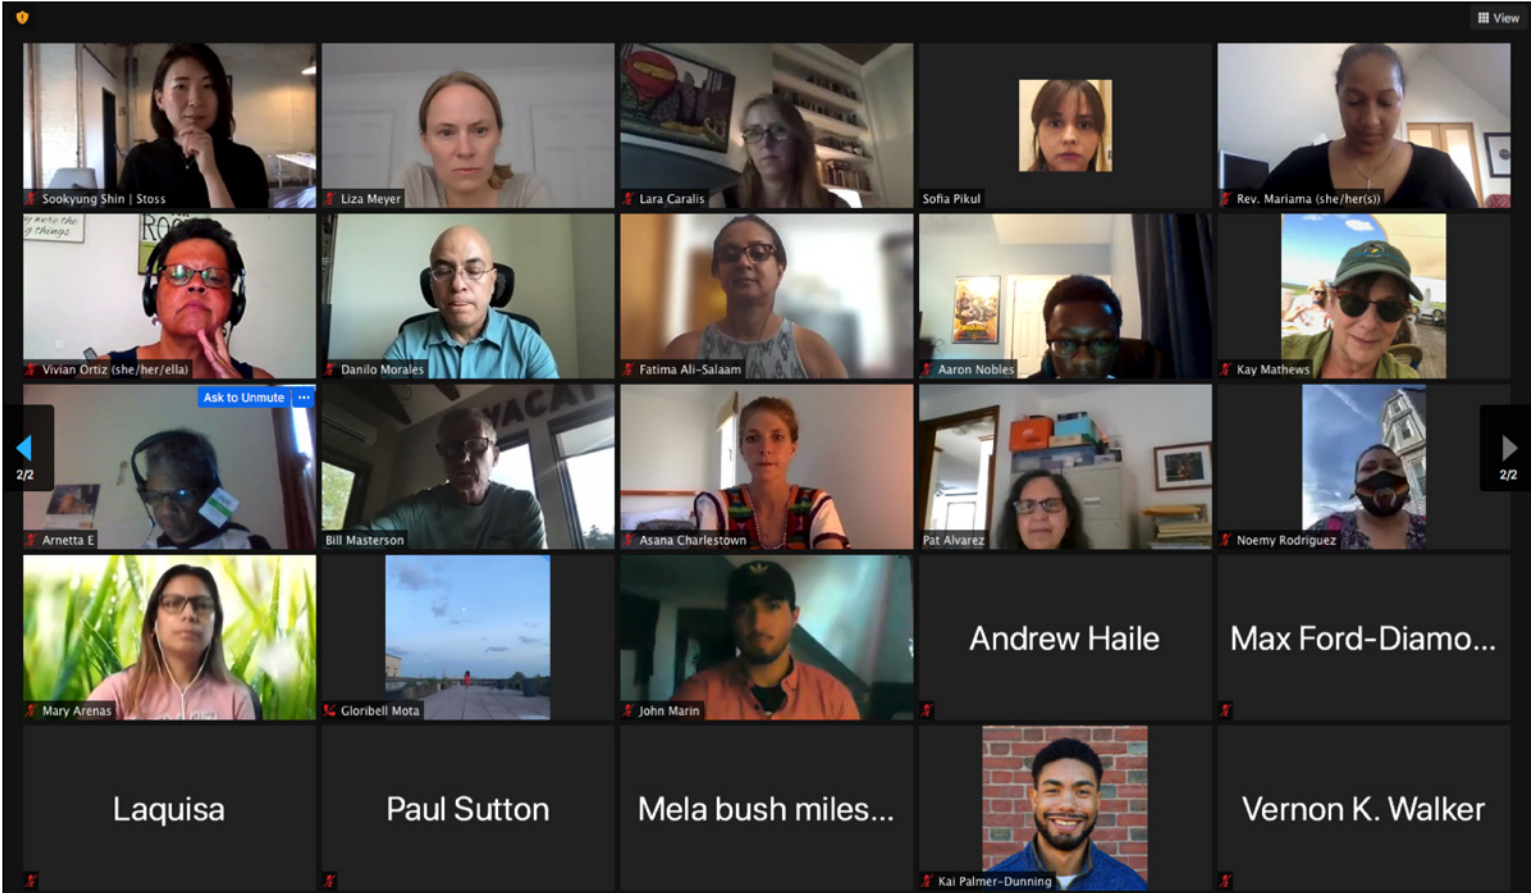 View
Sookyung Shin | Stoss
Liza Meyer
Lara Caralis
Sofia Pikul
Rev. Mariama (she/her(s))
Vivian Ortiz (she/her/ella)
Danilo Morales
Fatima Ali-Salaam
Aaron Nobles
Kay Mathews
Ask to Unmute ...
2/2
2/2
Arnetta E
VACAT
Bill Masterson
Asana Charlestown
Pat Alvarez
Noemy Rodriguez
Mary Arenas
Gloribell Mota
John Marin
Andrew Haile
Max Ford-Diamo...
Laquisa
Paul Sutton
Mela bush miles...
Kai Palmer-Dunning
Vernon K. Walker